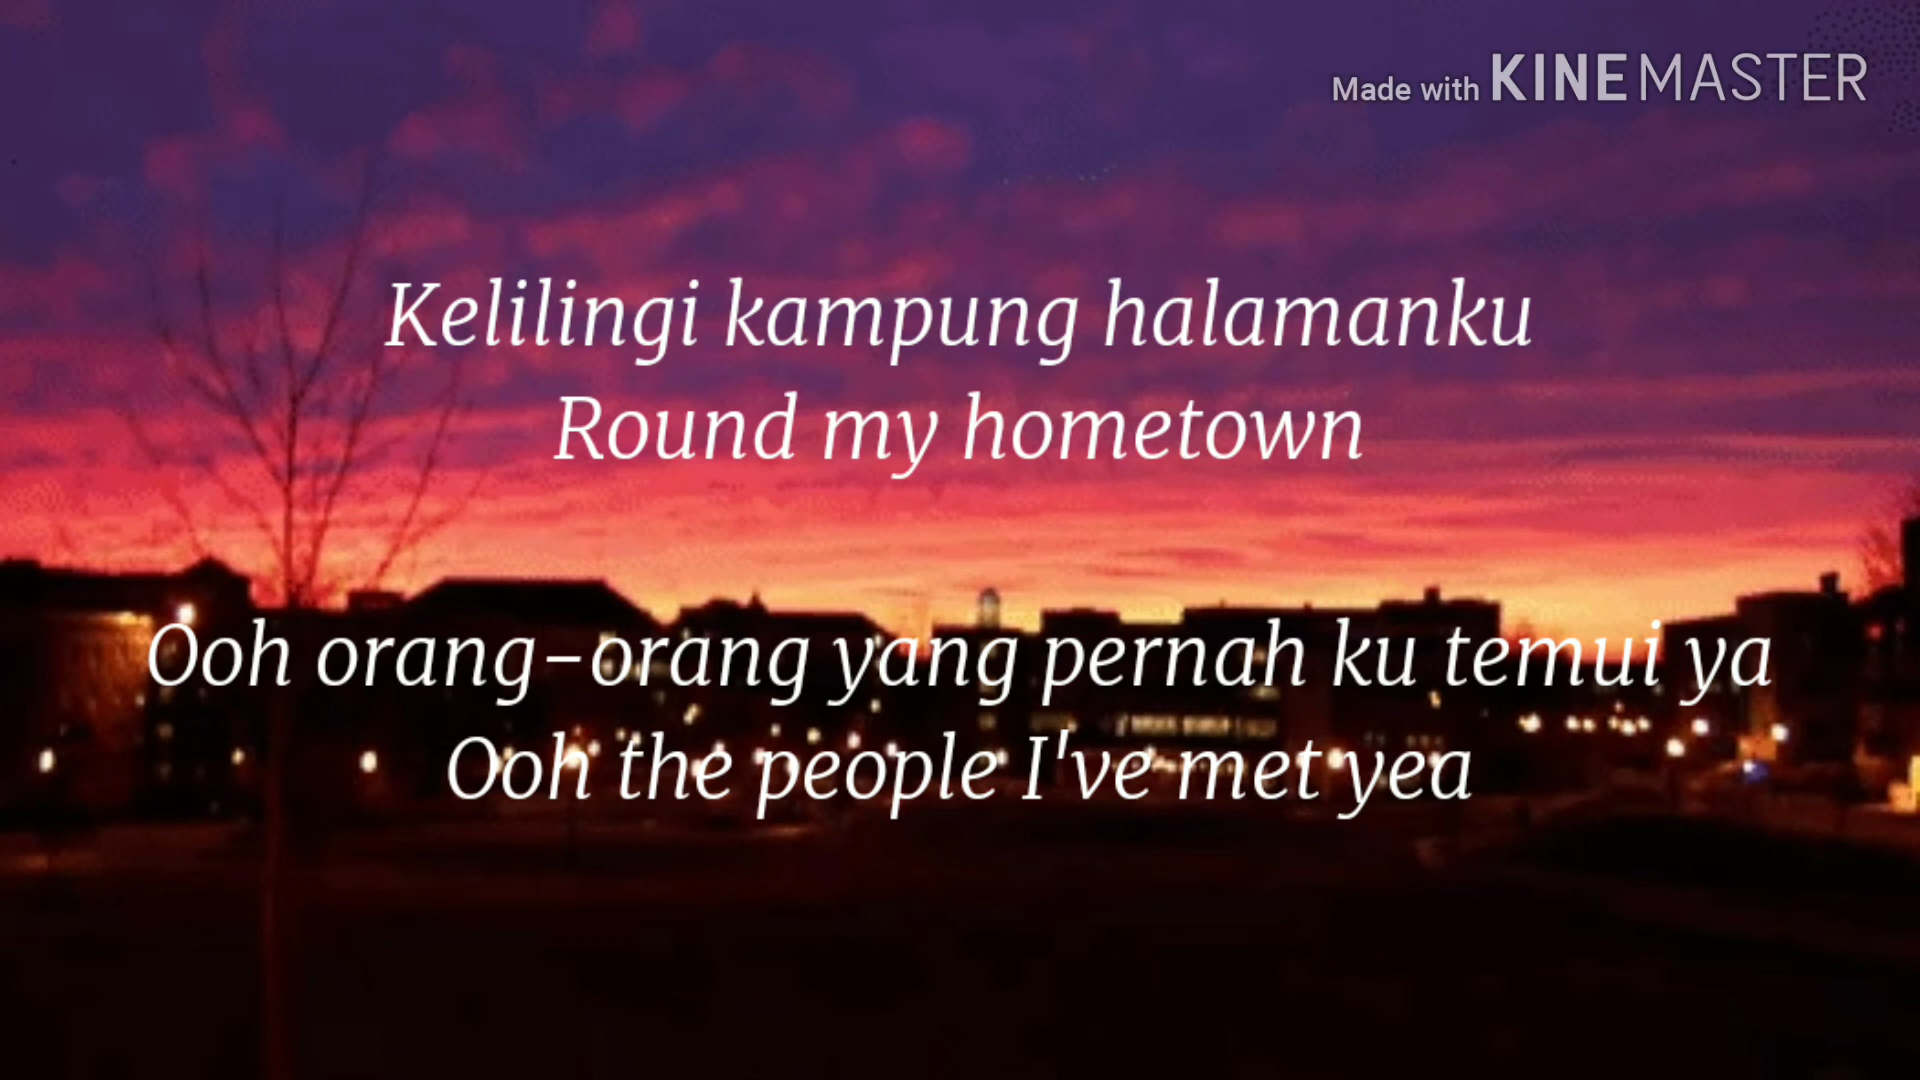 Made with KINEMASTER
Kelilingi kampung halamanku
Round my hometown
Ooh orang-orang yang pernah ku temui ya
Ooh the people I've met yea